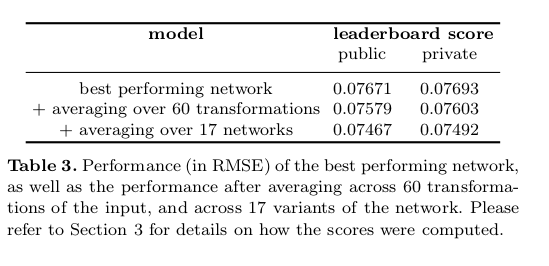 model leaderboard score
public private
best performing network 0.07671 0.07693
+ averaging over 60 transformations 0.07579 0.07603
+ averaging over 17 networks 0.07467 0.07492
Table 3. Performance (in RMSE) of the best performing network,
as well as the performance after averaging across 60 transforma-
tions of the input, and across 17 variants of the network. Please
refer to Section 3 for details on how the scores were computed.